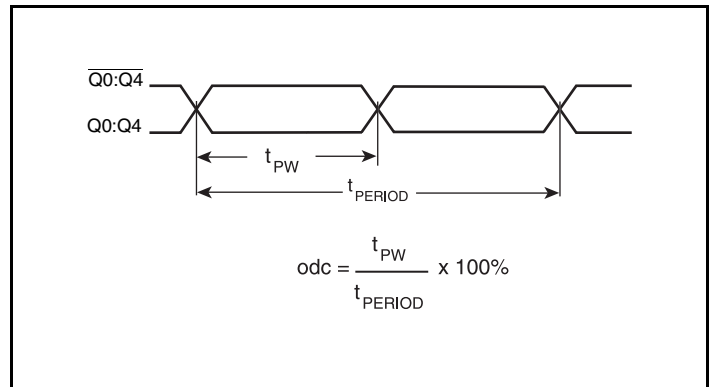 Q0:Q4
Q0:Q4
tPW
tPERIOD
odc = tPW / tPERIOD x 100%